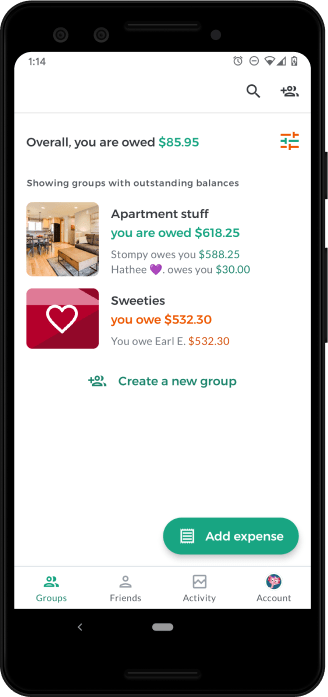 1:14
Overall, you are owed $85.95
Showing groups with outstanding balances
Apartment stuff
you are owed $618.25
Stompy owes you $588.25
Hathee 💜. owes you $30.00
Sweeties
you owe $532.30
You owe Earl E. $532.30
Create a new group
Add expense
Groups Friends Activity Account